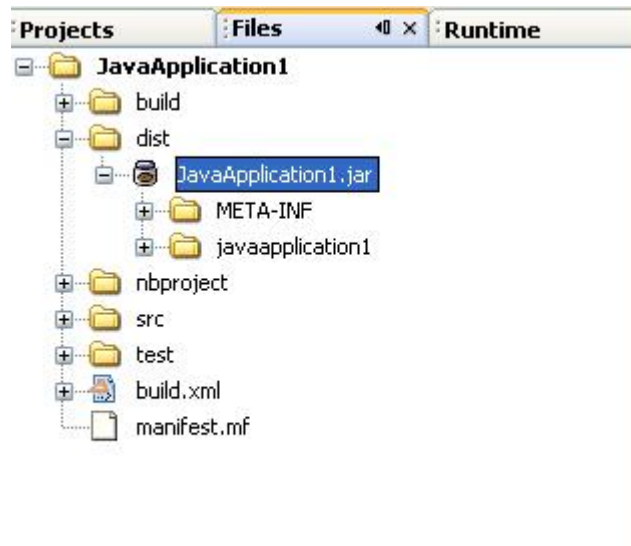 Projects Files Runtime
JavaApplication1
build
dist
JavaApplication1.jar
META-INF
javaapplication1
nbproject
src
test
build.xml
manifest.mf